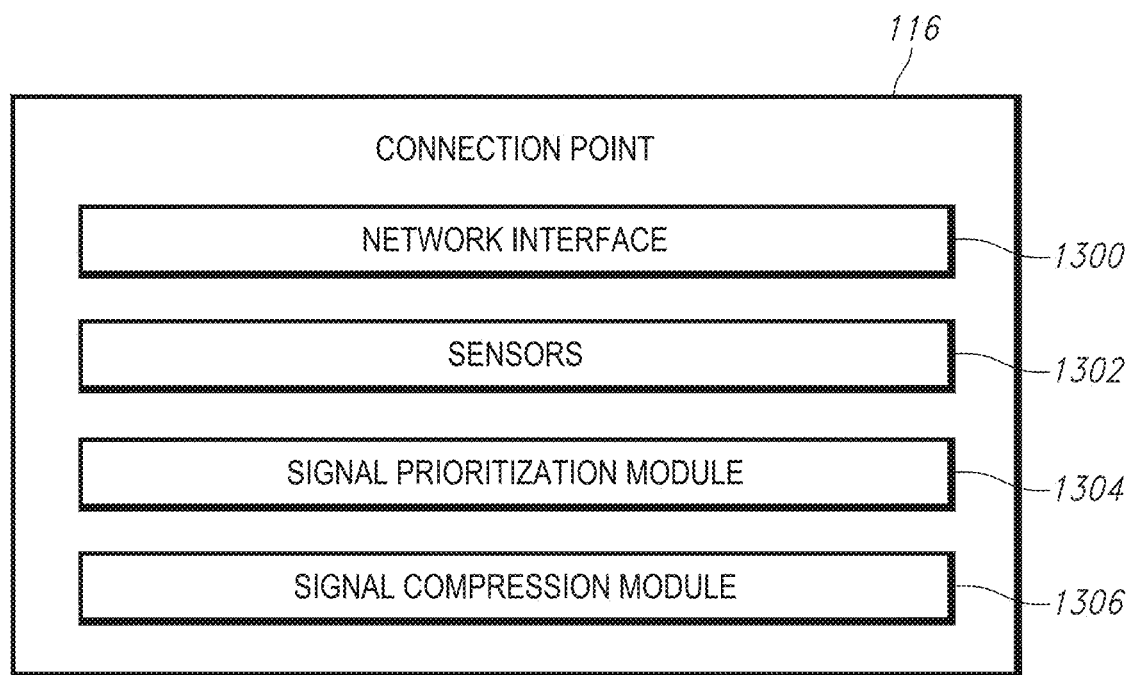 116
CONNECTION POINT
NETWORK INTERFACE
1300
SENSORS
1302
SIGNAL PRIORITIZATION MODULE
1304
SIGNAL COMPRESSION MODULE
1306